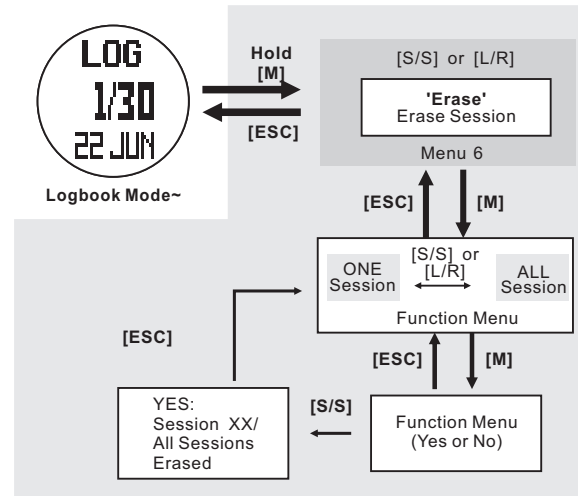 LOG
1/30
22 JUN
Logbook Mode~
Hold
[M]
[ESC]
[S/S] or [L/R]
'Erase'
Erase Session
Menu 6
[ESC]
[M]
[S/S] or
[L/R]
ONE
Session
ALL
Session
Function Menu
[ESC]
[ESC]
[M]
YES:
Session XX/
All Sessions
Erased
[S/S]
Function Menu
(Yes or No)